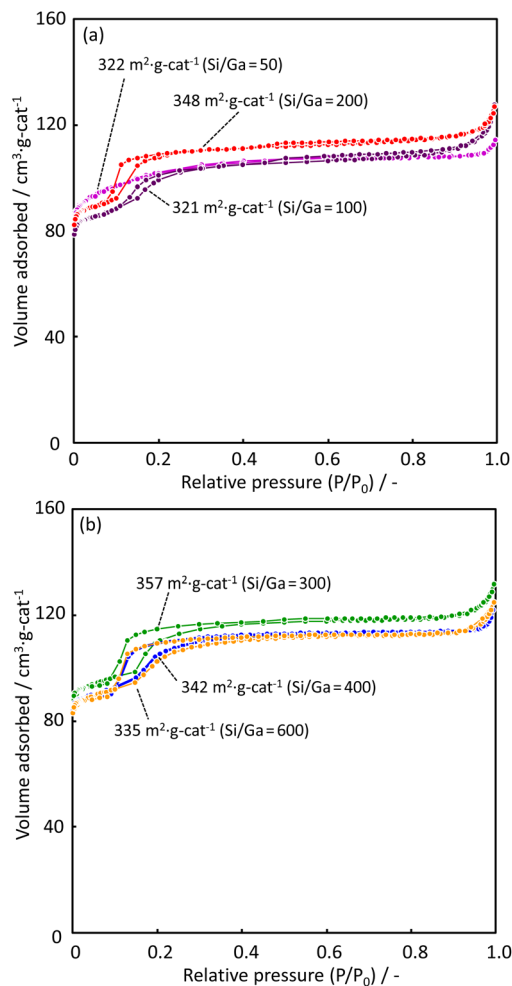 (a)
160
120
80
40
0
Volume adsorbed / cm³·g-cat⁻¹
322 m²·g-cat⁻¹ (Si/Ga = 50)
348 m²·g-cat⁻¹ (Si/Ga = 200)
321 m²·g-cat⁻¹ (Si/Ga = 100)
0 0.2 0.4 0.6 0.8 1.0
Relative pressure (P/P₀) / -
(b)
160
120
80
40
0
Volume adsorbed / cm³·g-cat⁻¹
357 m²·g-cat⁻¹ (Si/Ga = 300)
342 m²·g-cat⁻¹ (Si/Ga = 400)
335 m²·g-cat⁻¹ (Si/Ga = 600)
0 0.2 0.4 0.6 0.8 1.0
Relative pressure (P/P₀) / -